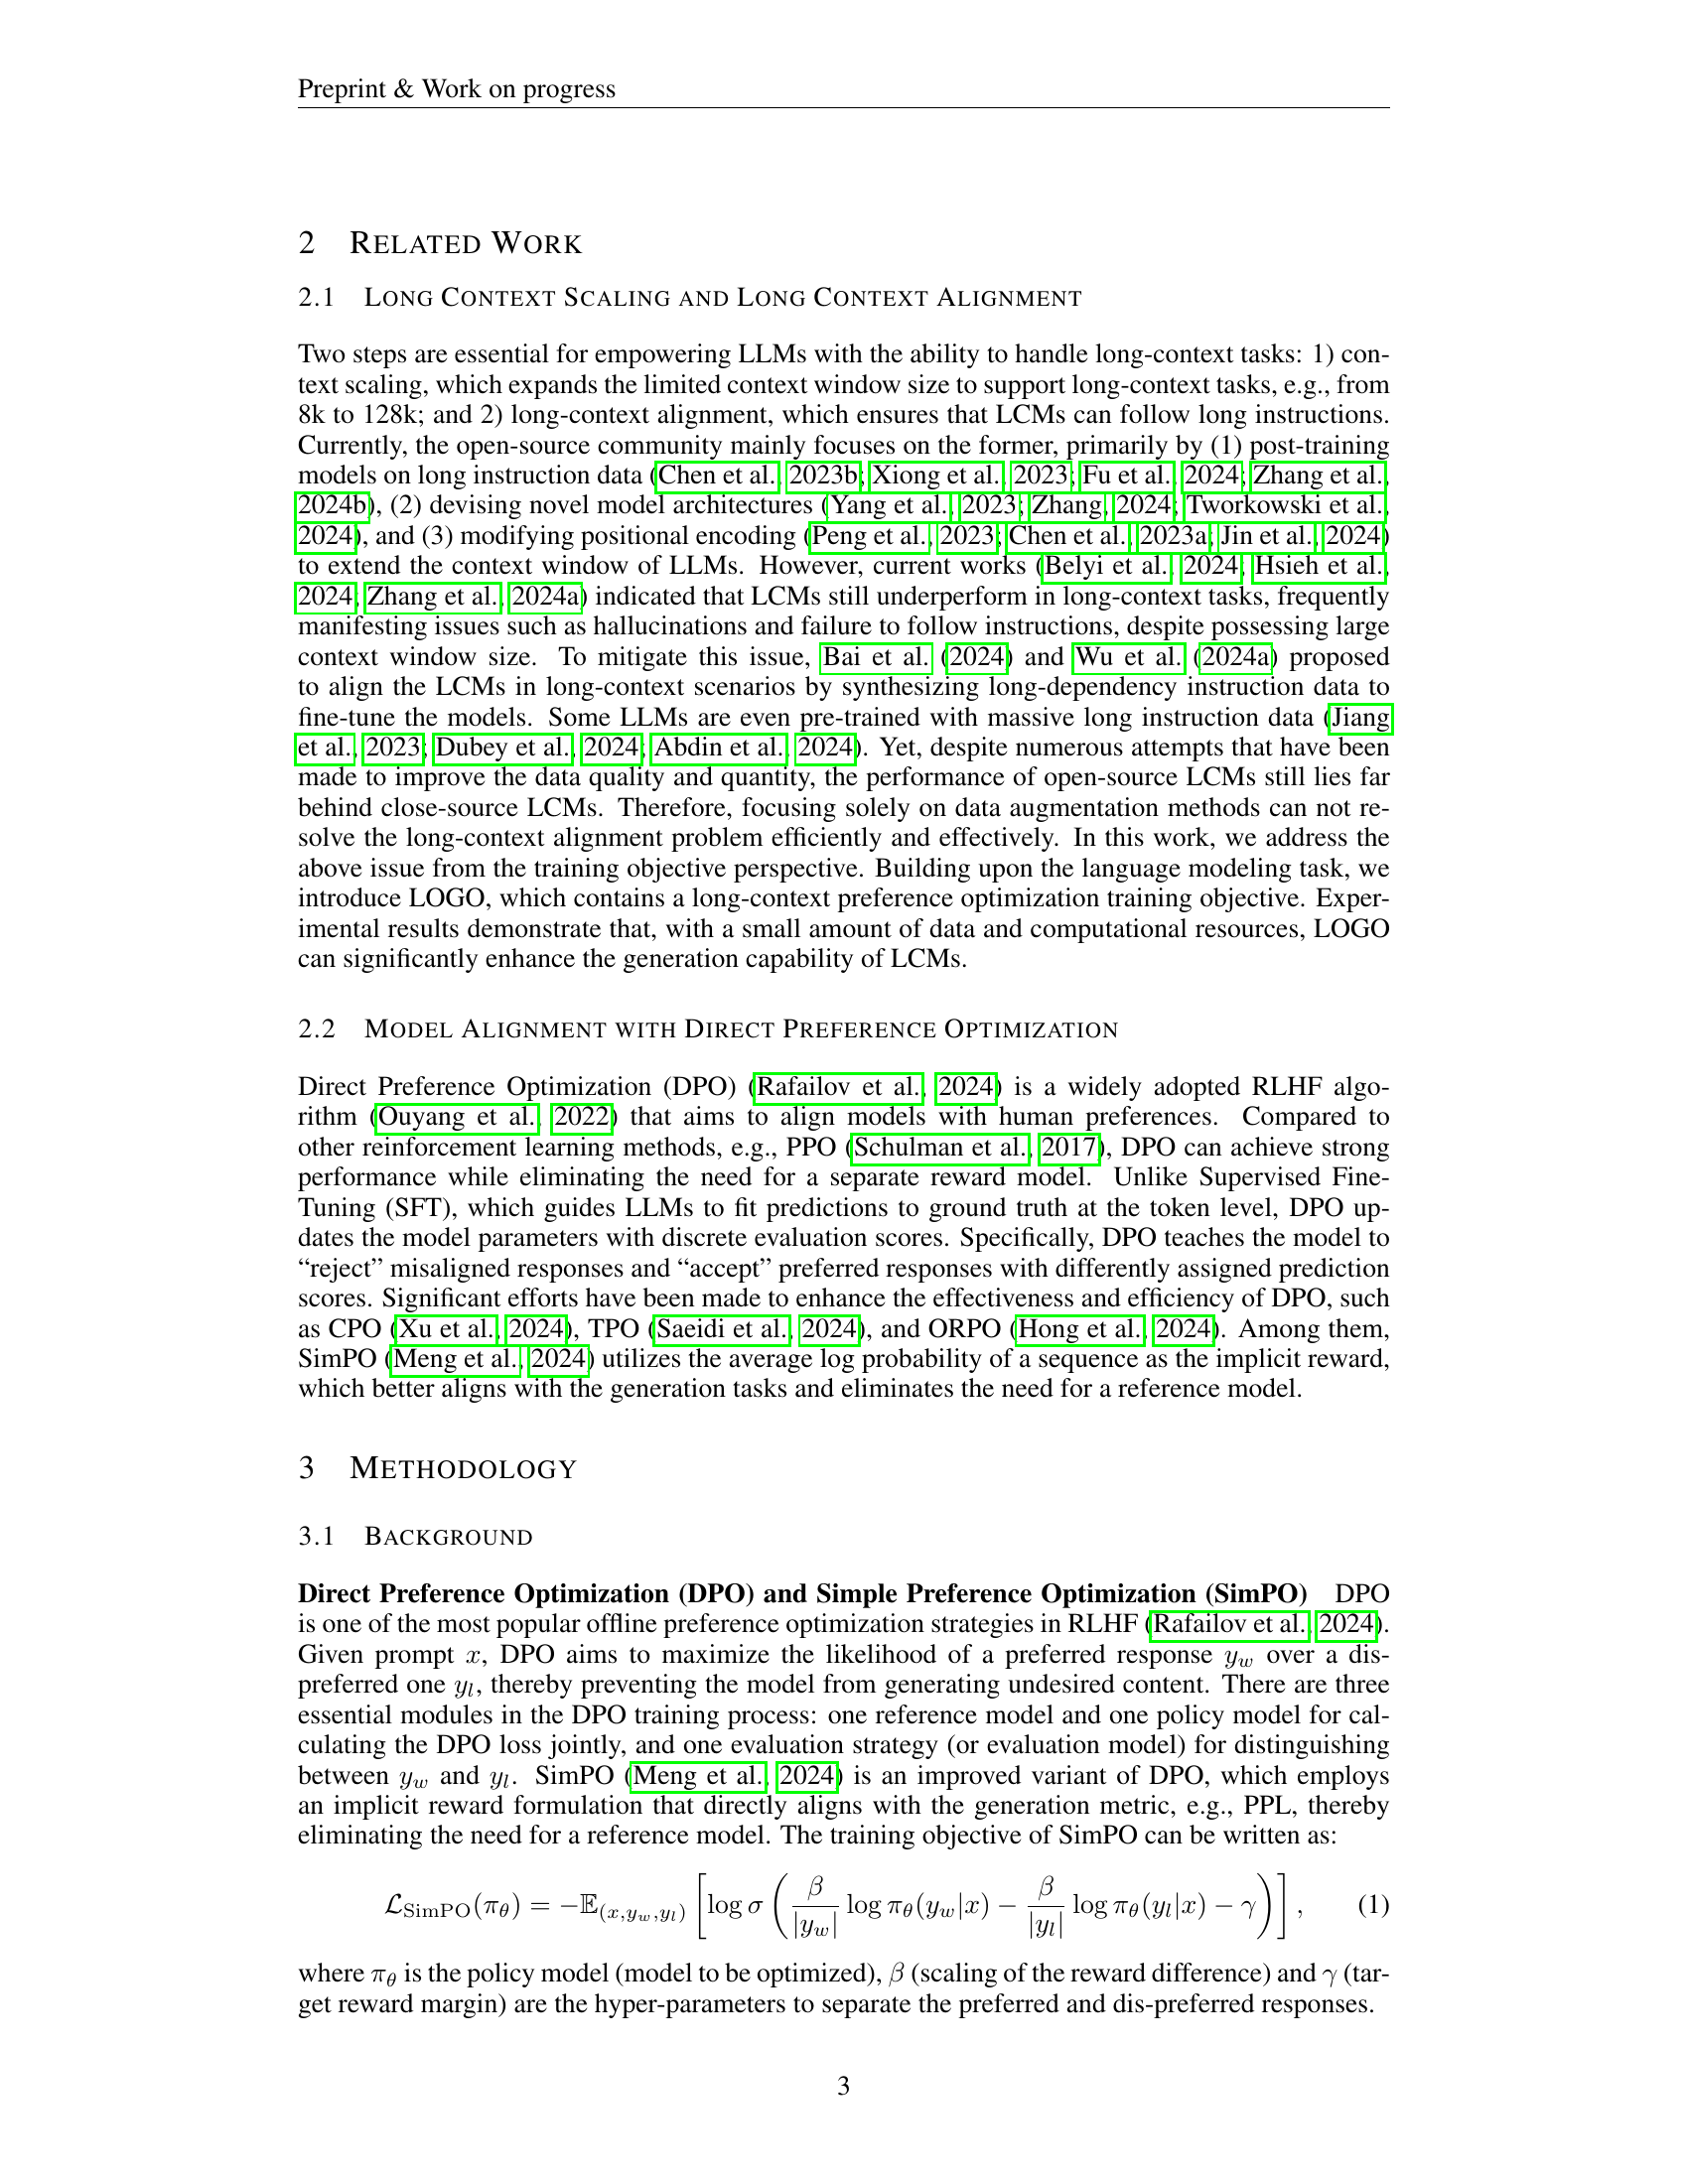 Preprint & Work on progress
2 RELATED WORK
2.1 LONG CONTEXT SCALING AND LONG CONTEXT ALIGNMENT
Two steps are essential for empowering LLMs with the ability to handle long-context tasks: 1) con-
text scaling, which expands the limited context window size to support long-context tasks, e.g., from
8k to 128k; and 2) long-context alignment, which ensures that LCMs can follow long instructions.
Currently, the open-source community mainly focuses on the former, primarily by (1) post-training
models on long instruction data (Chen et al., 2023b; Xiong et al., 2023; Fu et al., 2024; Zhang et al.,
2024b), (2) devising novel model architectures (Yang et al., 2023; Zhang, 2024; Tworkowski et al.,
2024), and (3) modifying positional encoding (Peng et al., 2023; Chen et al., 2023a; Jin et al., 2024)
to extend the context window of LLMs. However, current works (Belyi et al., 2024; Hsieh et al.,
2024; Zhang et al., 2024a) indicated that LCMs still underperform in long-context tasks, frequently
manifesting issues such as hallucinations and failure to follow instructions, despite possessing large
context window size. To mitigate this issue, Bai et al. (2024) and Wu et al. (2024a) proposed
to align the LCMs in long-context scenarios by synthesizing long-dependency instruction data to
fine-tune the models. Some LLMs are even pre-trained with massive long instruction data (Jiang
et al., 2023; Dubey et al., 2024; Abdin et al., 2024). Yet, despite numerous attempts that have been
made to improve the data quality and quantity, the performance of open-source LCMs still lies far
behind close-source LCMs. Therefore, focusing solely on data augmentation methods can not re-
solve the long-context alignment problem efficiently and effectively. In this work, we address the
above issue from the training objective perspective. Building upon the language modeling task, we
introduce LOGO, which contains a long-context preference optimization training objective. Exper-
imental results demonstrate that, with a small amount of data and computational resources, LOGO
can significantly enhance the generation capability of LCMs.
2.2 MODEL ALIGNMENT WITH DIRECT PREFERENCE OPTIMIZATION
Direct Preference Optimization (DPO) (Rafailov et al., 2024) is a widely adopted RLHF algo-
rithm (Ouyang et al., 2022) that aims to align models with human preferences. Compared to
other reinforcement learning methods, e.g., PPO (Schulman et al., 2017), DPO can achieve strong
performance while eliminating the need for a separate reward model. Unlike Supervised Fine-
Tuning (SFT), which guides LLMs to fit predictions to ground truth at the token level, DPO up-
dates the model parameters with discrete evaluation scores. Specifically, DPO teaches the model to
“reject” misaligned responses and “accept” preferred responses with differently assigned prediction
scores. Significant efforts have been made to enhance the effectiveness and efficiency of DPO, such
as CPO (Xu et al., 2024), TPO (Saeidi et al., 2024), and ORPO (Hong et al., 2024). Among them,
SimPO (Meng et al., 2024) utilizes the average log probability of a sequence as the implicit reward,
which better aligns with the generation tasks and eliminates the need for a reference model.
3 METHODOLOGY
3.1 BACKGROUND
Direct Preference Optimization (DPO) and Simple Preference Optimization (SimPO) DPO
is one of the most popular offline preference optimization strategies in RLHF (Rafailov et al., 2024).
Given prompt x, DPO aims to maximize the likelihood of a preferred response y_w over a dis-
preferred one y_l, thereby preventing the model from generating undesired content. There are three
essential modules in the DPO training process: one reference model and one policy model for cal-
culating the DPO loss jointly, and one evaluation strategy (or evaluation model) for distinguishing
between y_w and y_l. SimPO (Meng et al., 2024) is an improved variant of DPO, which employs
an implicit reward formulation that directly aligns with the generation metric, e.g., PPL, thereby
eliminating the need for a reference model. The training objective of SimPO can be written as:
L_SimPO(π_θ) = −E_(x,y_w,y_l) [ log σ ( β/|y_w| log π_θ(y_w|x) − β/|y_l| log π_θ(y_l|x) − γ ) ] , (1)
where π_θ is the policy model (model to be optimized), β (scaling of the reward difference) and γ (tar-
get reward margin) are the hyper-parameters to separate the preferred and dis-preferred responses.
3